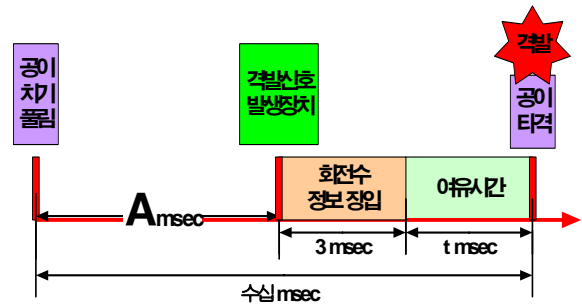 격발
공이
치기
풀림
격발신호
발생장치
공이
타격
회전수
정보 장입
여유시간
Amsec
3 msec
t msec
수십 msec